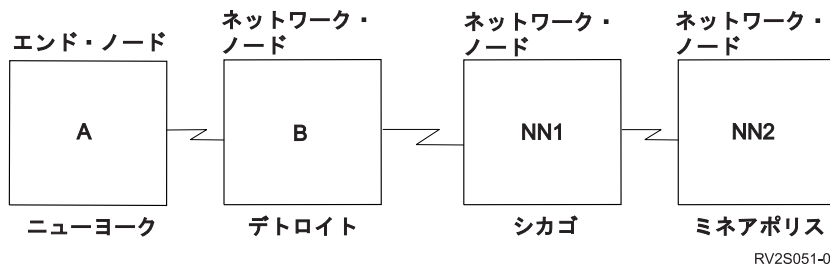 エンド・ノード
ネットワーク・
ノード
ネットワーク・
ノード
ネットワーク・
ノード
A
B
NN1
NN2
ニューヨーク
デトロイト
シカゴ
ミネアポリス
RV2S051-0